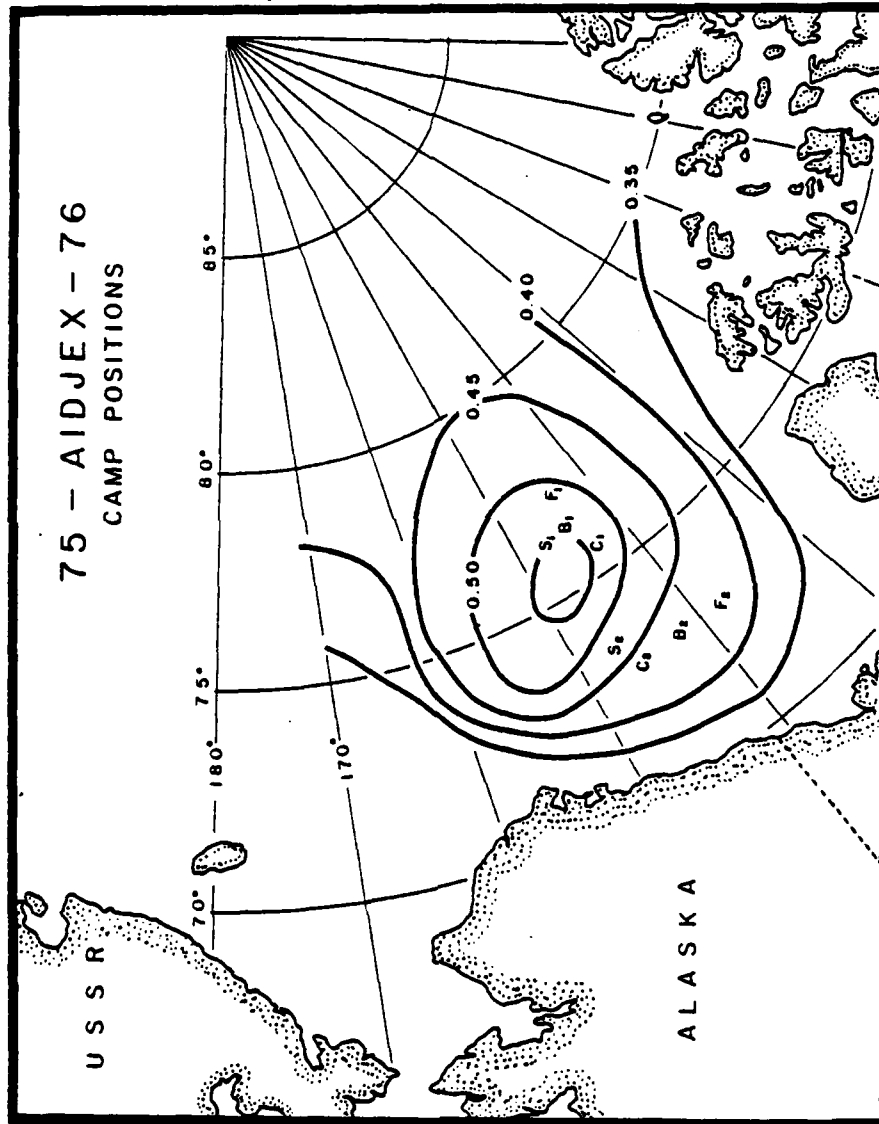 75-AIDJEX-76
CAMP POSITIONS
85°
80°
75°
70°
180°
170°
0.35
0.40
0.45
0.50
F₁
B₁
S₁
C₁
S₂
C₂
B₂
F₂
USSR
ALASKA